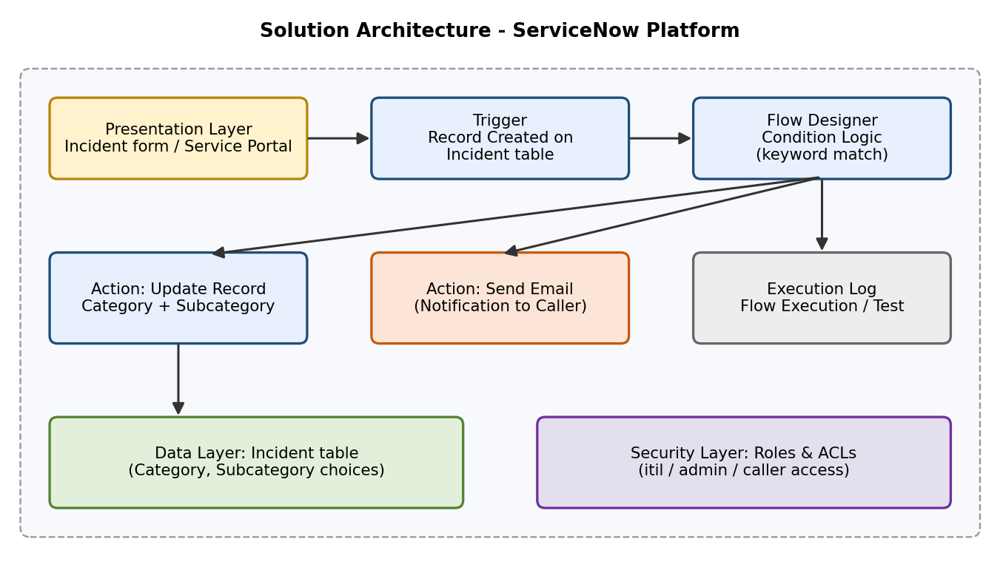 Solution Architecture - ServiceNow Platform
Presentation Layer
Incident form / Service Portal
Trigger
Record Created on
Incident table
Flow Designer
Condition Logic
(keyword match)
Action: Update Record
Category + Subcategory
Action: Send Email
(Notification to Caller)
Execution Log
Flow Execution / Test
Data Layer: Incident table
(Category, Subcategory choices)
Security Layer: Roles & ACLs
(itil / admin / caller access)